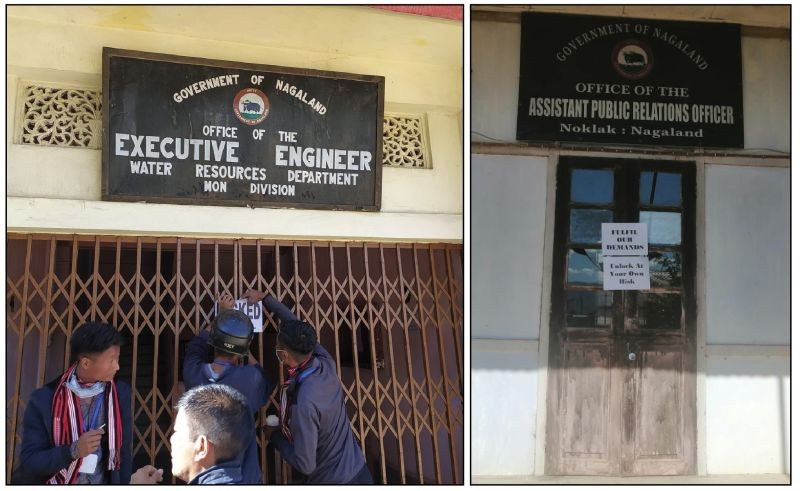 GOVERNMENT OF NAGALAND
OFFICE OF THE
EXECUTIVE ENGINEER
WATER RESOURCES DEPARTMENT
MON DIVISION
GOVERNMENT OF NAGALAND
OFFICE OF THE
ASSISTANT PUBLIC RELATIONS OFFICER
Noklak : Nagaland
FULFIL
OUR
DEMANDS
Unlock At
Your Own
Risk